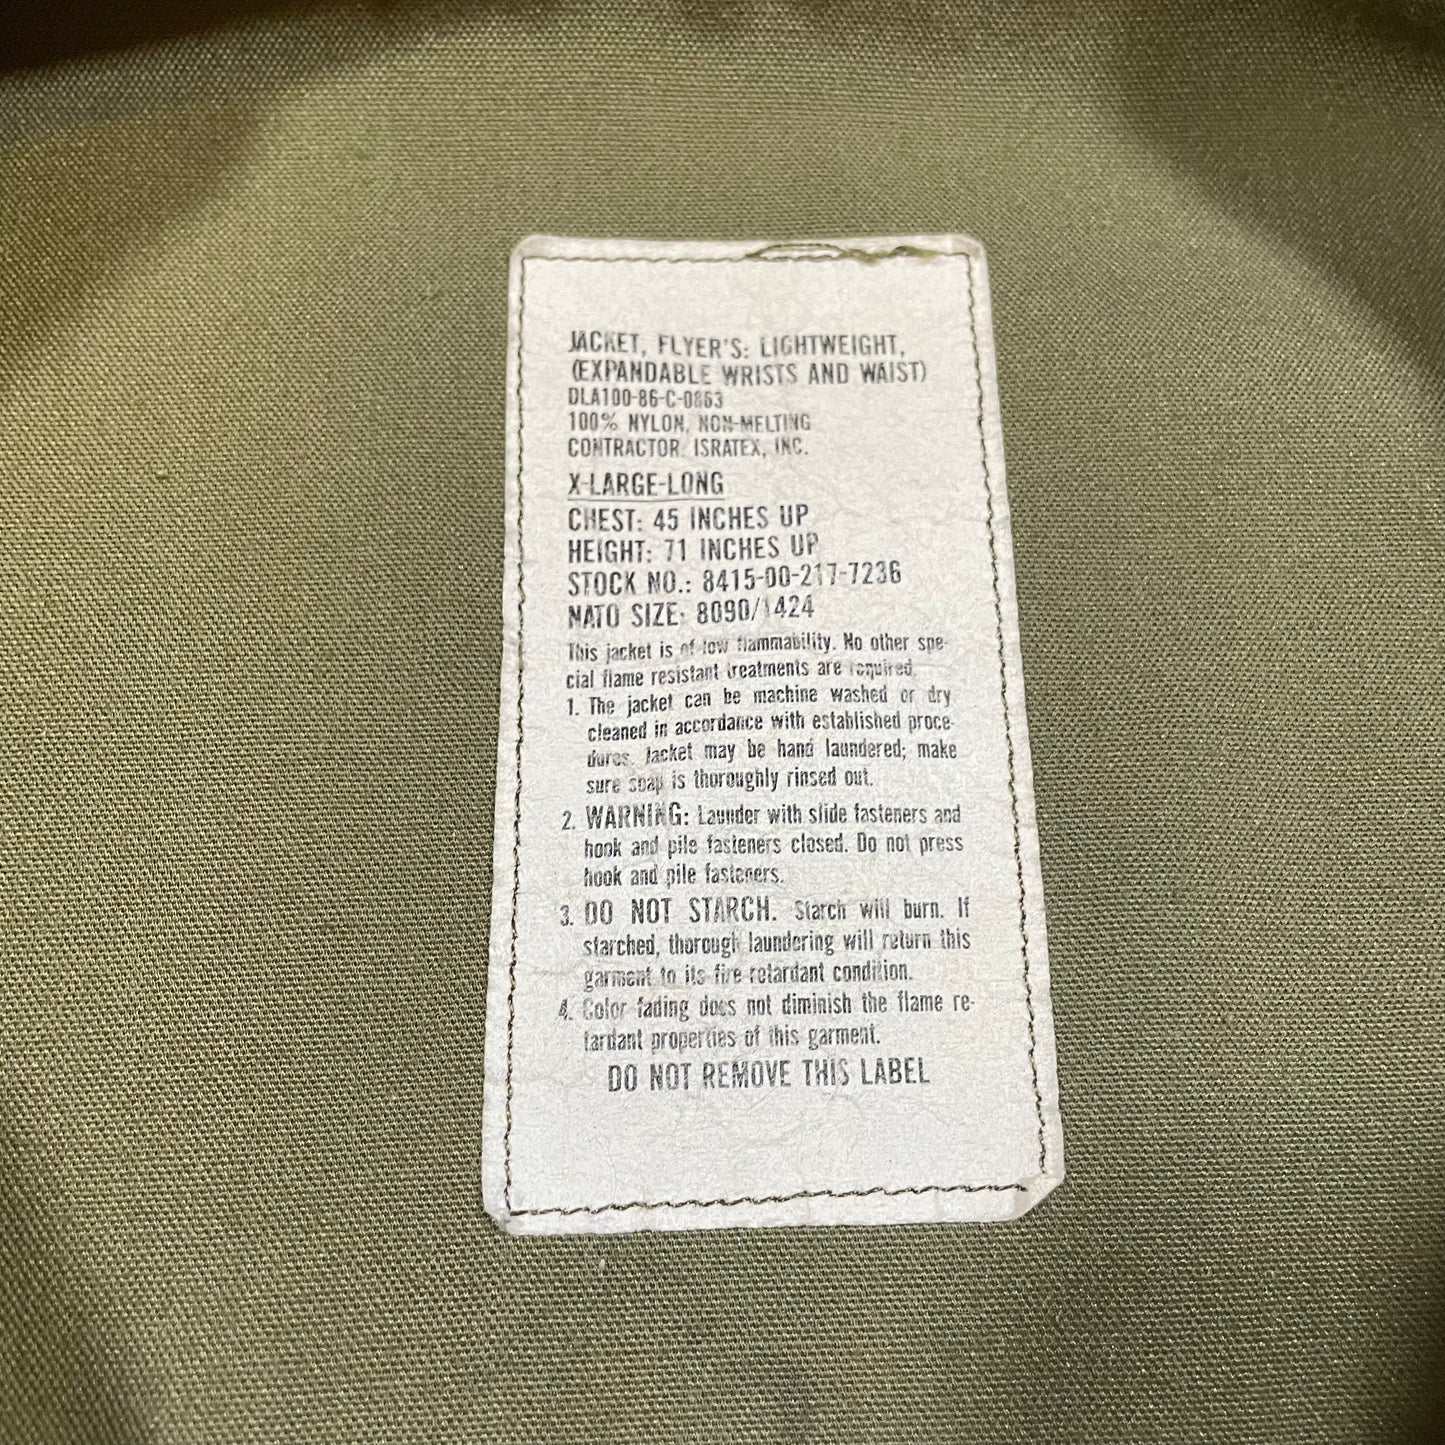 JACKET, FLYER'S: LIGHTWEIGHT,
(EXPANDABLE WRISTS AND WAIST)
DLA100-86-C-0863
100% NYLON, NON-MELTING
CONTRACTOR: ISRATEX, INC.
X-LARGE-LONG
CHEST: 45 INCHES UP
HEIGHT: 71 INCHES UP
STOCK NO.: 8415-00-217-7236
NATO SIZE: 8090/1424
This jacket is of low flammability. No other spe-
cial flame resistant treatments are required.
1. The jacket can be machine washed or dry
cleaned in accordance with established proce-
dures. Jacket may be hand laundered; make
sure soap is thoroughly rinsed out.
2. WARNING: Launder with slide fasteners and
hook and pile fasteners closed. Do not press
hook and pile fasteners.
3. DO NOT STARCH. Starch will burn. If
starched, thorough laundering will return this
garment to its fire retardant condition.
4. Color fading does not diminish the flame re-
tardant properties of this garment.
DO NOT REMOVE THIS LABEL